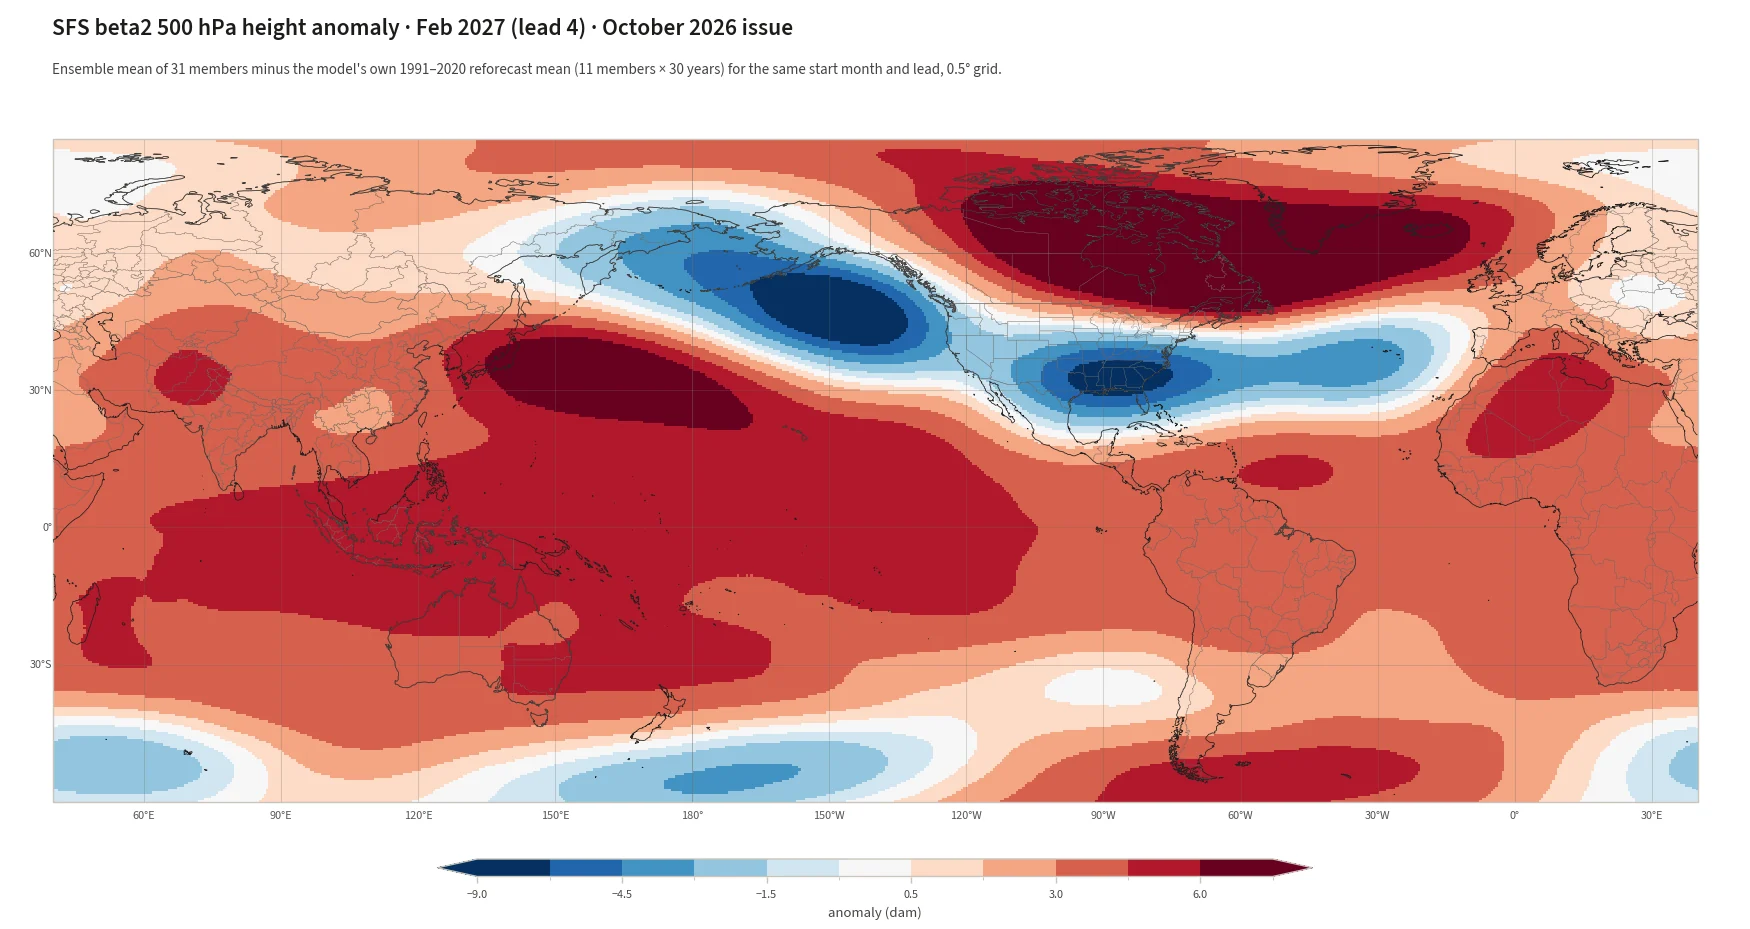 SFS beta2 500 hPa height anomaly · Feb 2027 (lead 4) · October 2026 issue
Ensemble mean of 31 members minus the model's own 1991–2020 reforecast mean (11 members × 30 years) for the same start month and lead, 0.5° grid.
60°N
30°N
0°
30°S
60°E 90°E 120°E 150°E 180° 150°W 120°W 90°W 60°W 30°W 0° 30°E
−9.0 −4.5 −1.5 0.5 3.0 6.0
anomaly (dam)